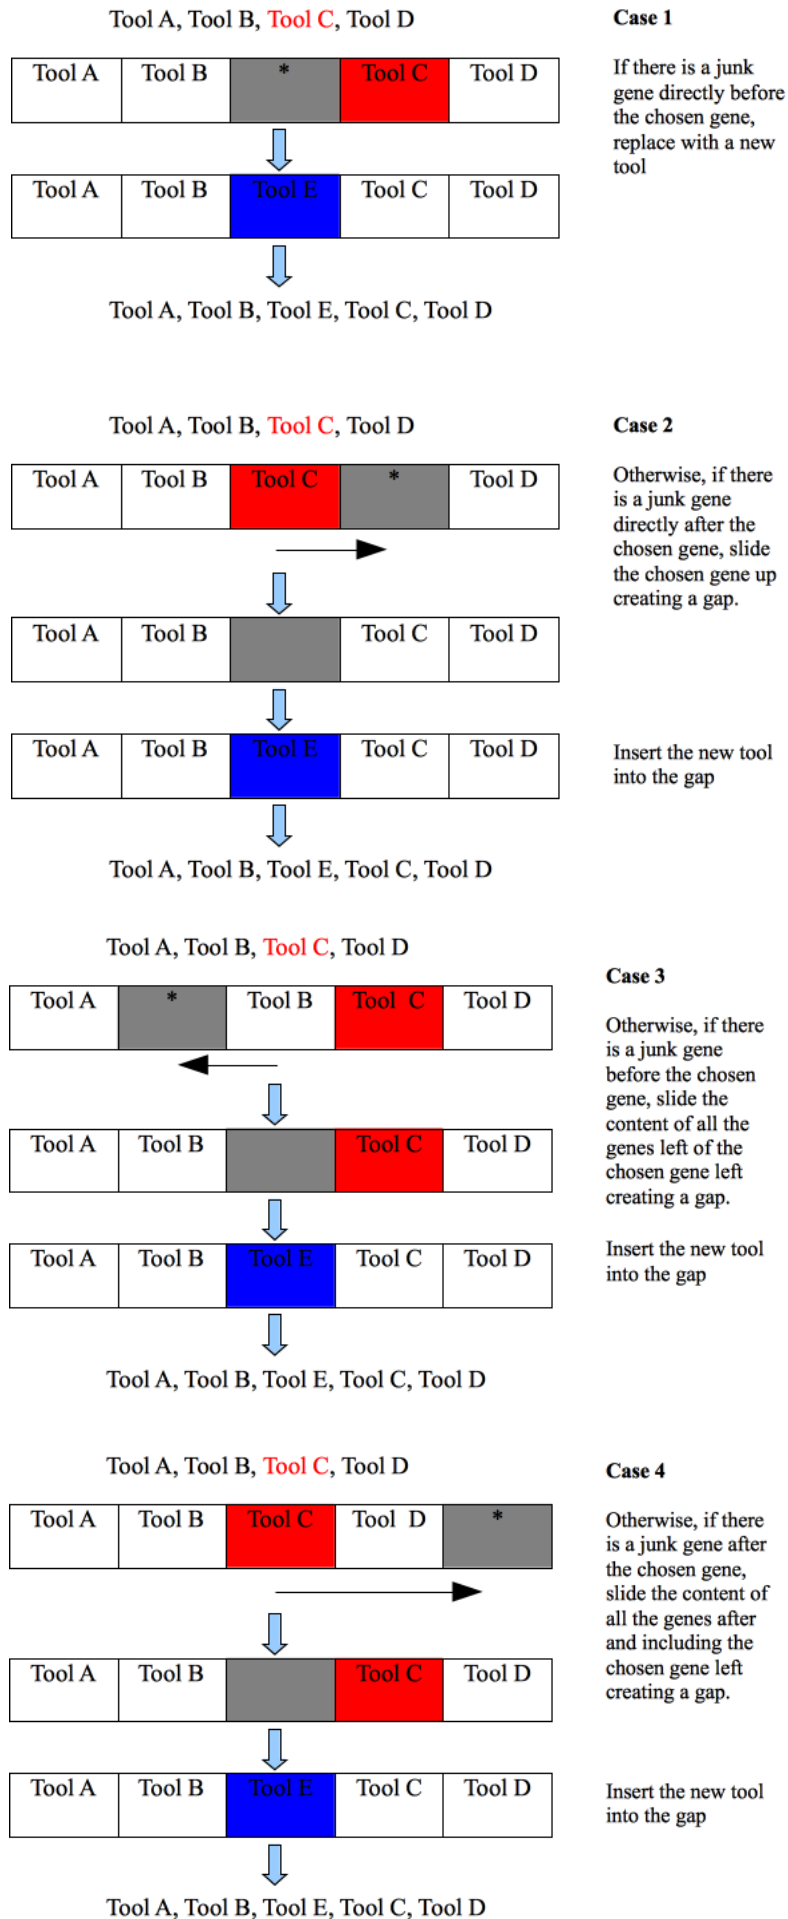 Tool A, Tool B, Tool C, Tool D
Case 1
Tool A Tool B * Tool C Tool D
If there is a junk
gene directly before
the chosen gene,
replace with a new
tool
Tool A Tool B Tool E Tool C Tool D
Tool A, Tool B, Tool E, Tool C, Tool D
Tool A, Tool B, Tool C, Tool D
Case 2
Tool A Tool B Tool C * Tool D
Otherwise, if there
is a junk gene
directly after the
chosen gene, slide
the chosen gene up
creating a gap.
Tool A Tool B Tool C Tool D
Tool A Tool B Tool E Tool C Tool D
Insert the new tool
into the gap
Tool A, Tool B, Tool E, Tool C, Tool D
Tool A, Tool B, Tool C, Tool D
Case 3
Tool A * Tool B Tool C Tool D
Otherwise, if there
is a junk gene
before the chosen
gene, slide the
content of all the
genes left of the
chosen gene left
creating a gap.
Tool A Tool B Tool C Tool D
Tool A Tool B Tool E Tool C Tool D
Insert the new tool
into the gap
Tool A, Tool B, Tool E, Tool C, Tool D
Tool A, Tool B, Tool C, Tool D
Case 4
Tool A Tool B Tool C Tool D *
Otherwise, if there
is a junk gene after
the chosen gene,
slide the content of
all the genes after
and including the
chosen gene left
creating a gap.
Tool A Tool B Tool C Tool D
Tool A Tool B Tool E Tool C Tool D
Insert the new tool
into the gap
Tool A, Tool B, Tool E, Tool C, Tool D